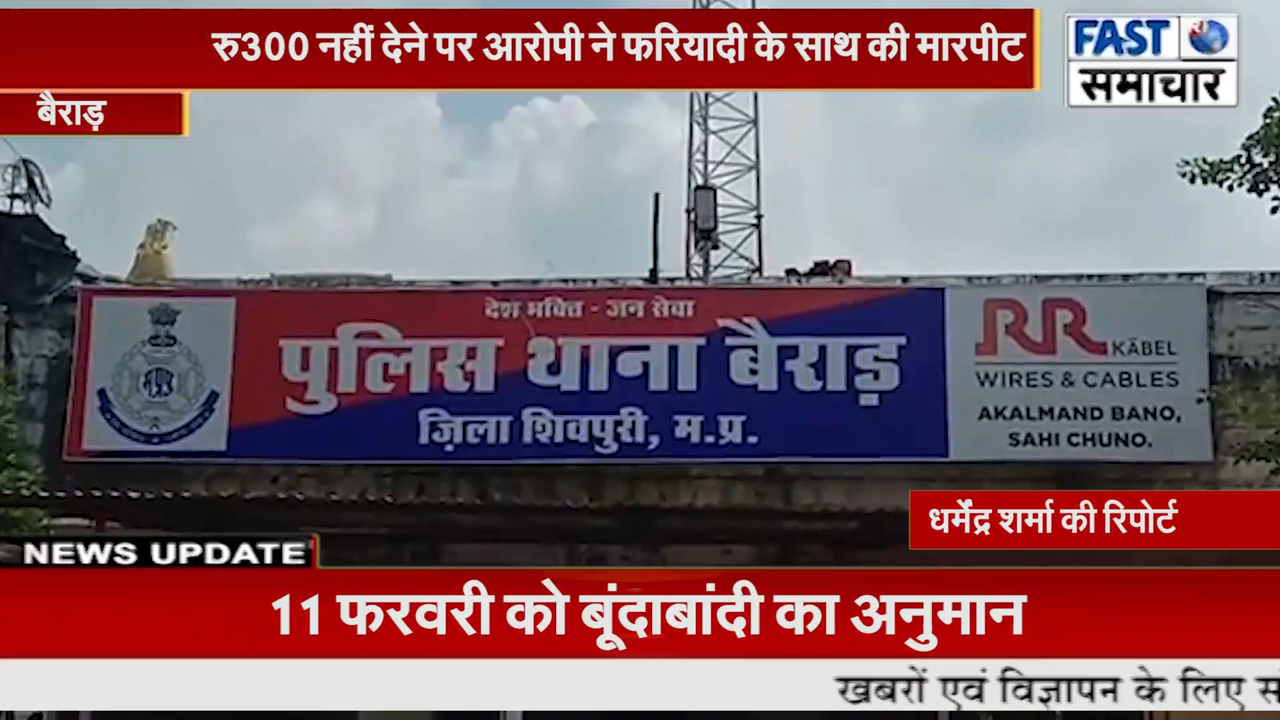 रु300 नहीं देने पर आरोपी ने फरियादी के साथ की मारपीट
FAST
समाचार
बैराड़
देश भक्ति - जन सेवा
पुलिस थाना बैराड़
ज़िला शिवपुरी, म.प्र.
RR
KABEL
WIRES & CABLES
AKALMAND BANO,
SAHI CHUNO.
धर्मेंद्र शर्मा की रिपोर्ट
NEWS UPDATE
11 फरवरी को बूंदाबांदी का अनुमान
खबरों एवं विज्ञापन के लिए